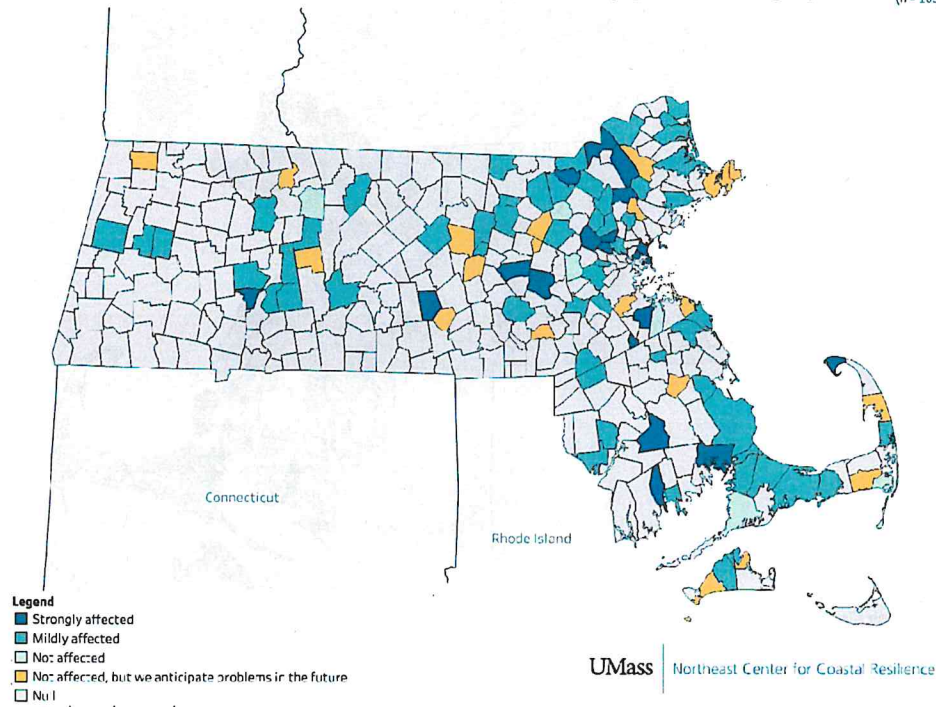 Connecticut
Rhode Island
Legend
Strongly affected
Mildly affected
Not affected
Not affected, but we anticipate problems in the future
Null
UMass | Northeast Center for Coastal Resilience